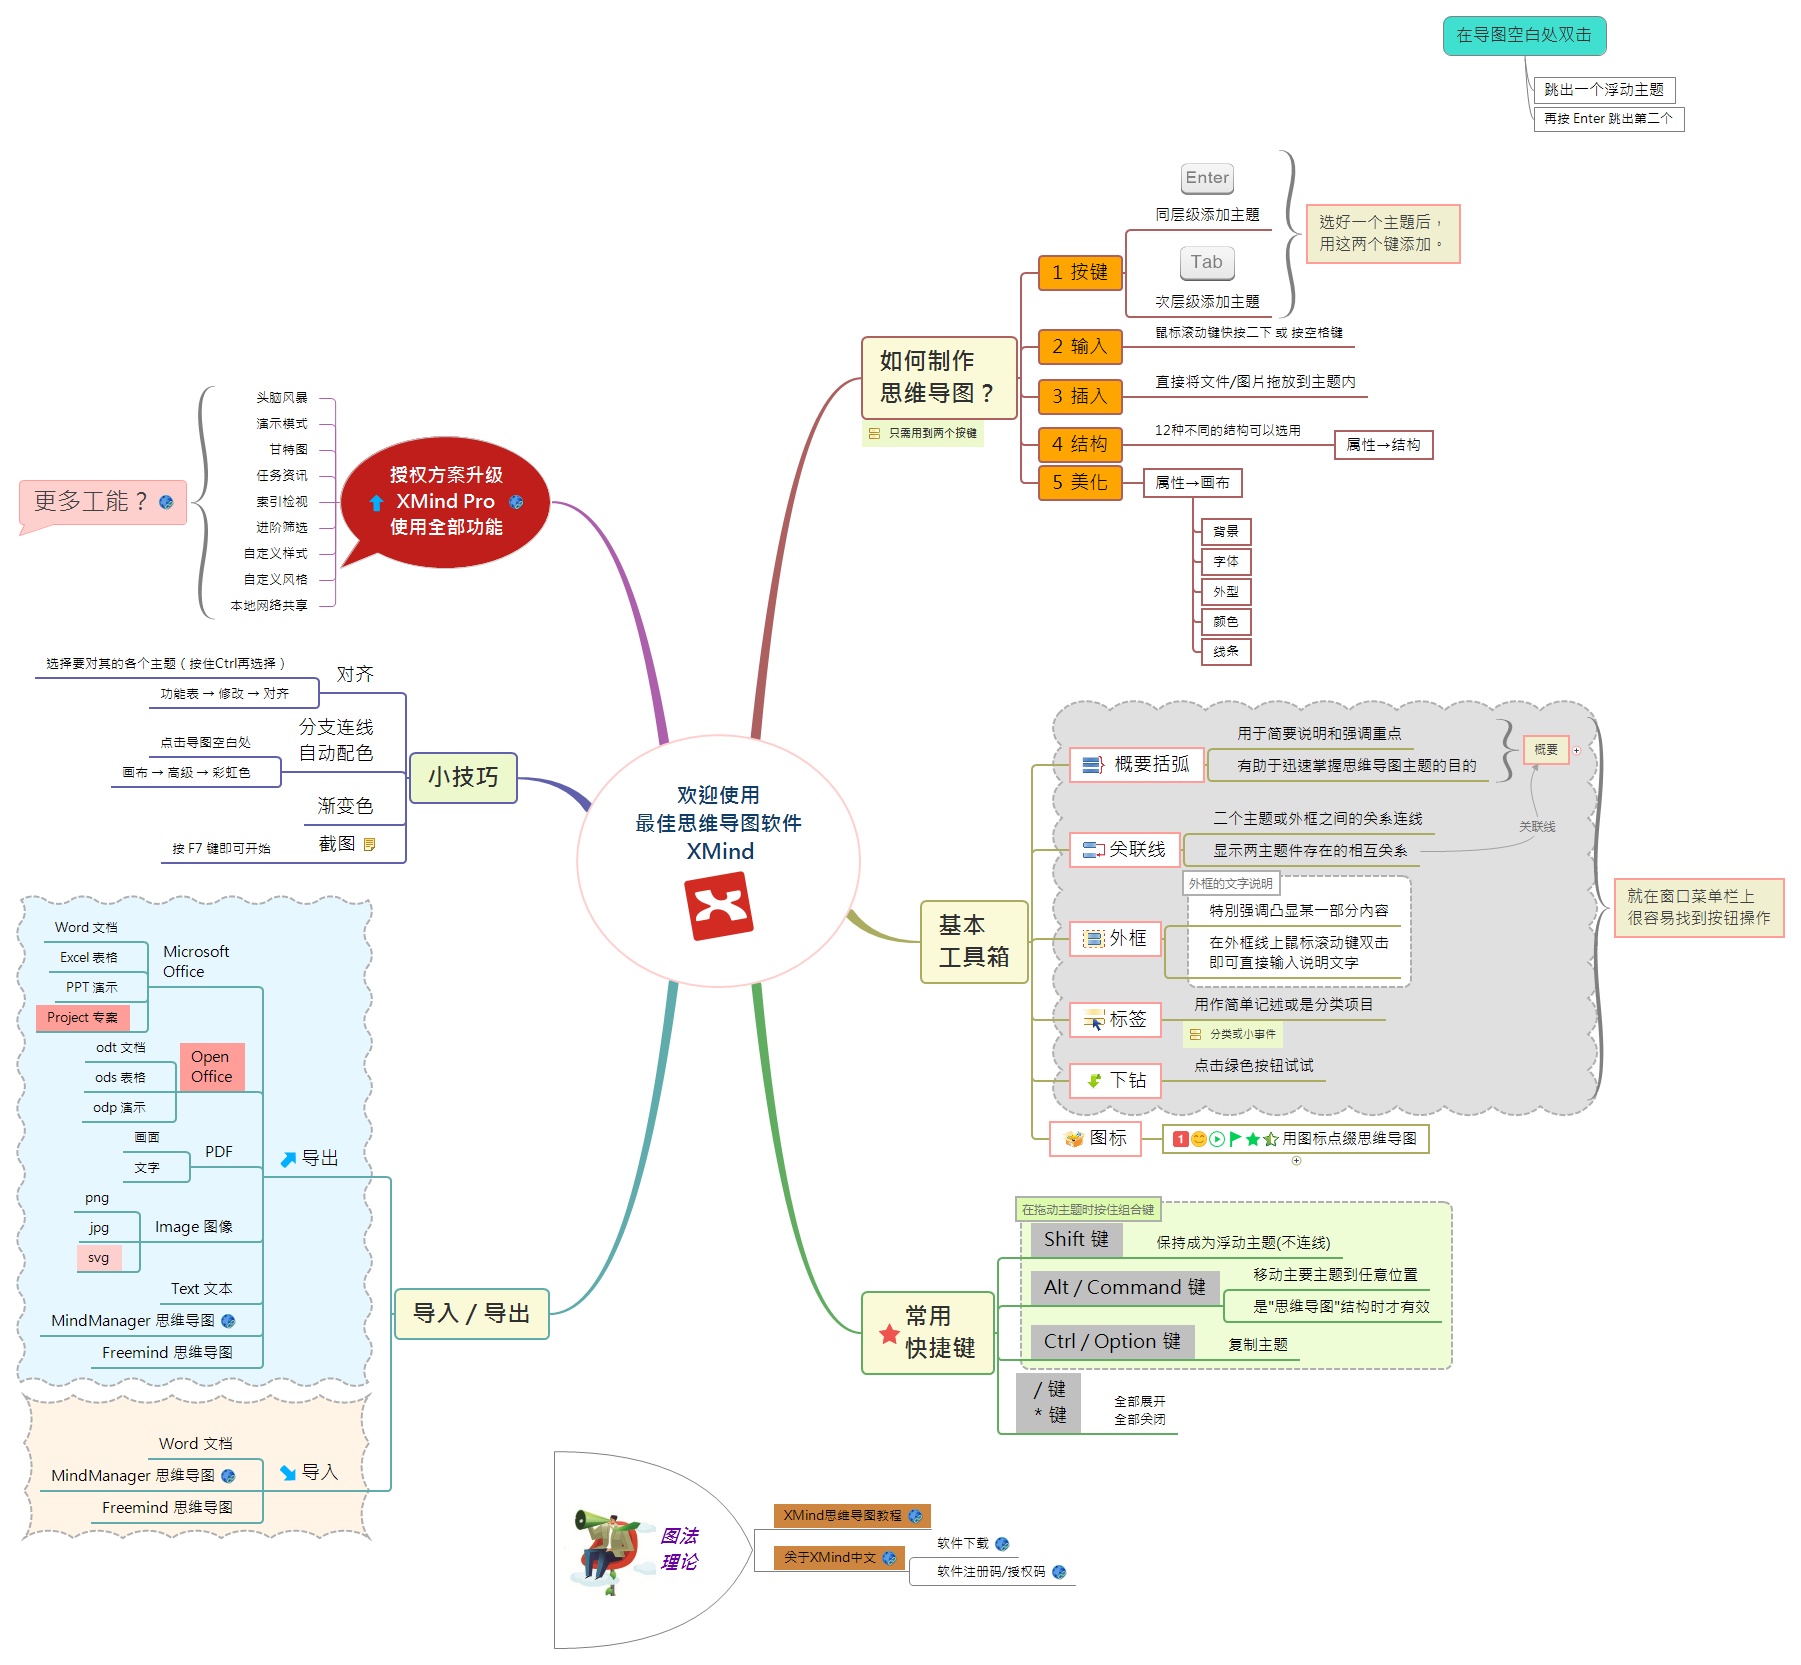 在导图空白处双击
跳出一个浮动主题
再按 Enter 跳出第二个
欢迎使用
最佳思维导图软件
XMind
如何制作
思维导图？
只需用到两个按键
1 按键
Enter
同层级添加主题
Tab
次层级添加主题
选好一个主题后，
用这两个键添加。
2 输入
鼠标滚动键快按二下 或 按空格键
3 插入
直接将文件/图片拖放到主题内
4 结构
12种不同的结构可以选用
属性→结构
5 美化
属性→画布
背景
字体
外型
颜色
线条
基本
工具箱
概要括弧
用于简要说明和强调重点
有助于迅速掌握思维导图主题的目的
概要
关联线
关联线
二个主题或外框之间的关系连线
显示两主题件存在的相互关系
外框
外框的文字说明
特別强调凸显某一部分內容
在外框线上鼠标滚动键双击
即可直接输入说明文字
标签
用作简单记述或是分类项目
分类或小事件
下钻
点击绿色按钮试试
就在窗口菜单栏上
很容易找到按钮操作
图标
1
用图标点缀思维导图
常用
快捷键
在拖动主题时按住组合键
Shift 键
保持成为浮动主题(不连线)
Alt / Command 键
移动主要主题到任意位置
是"思维导图"结构时才有效
Ctrl / Option 键
复制主题
/ 键
* 键
全部展开
全部关闭
授权方案升级
XMind Pro
使用全部功能
头脑风暴
演示模式
甘特图
任务资讯
索引检视
进阶筛选
自定义样式
自定义风格
本地网络共享
更多工能？
小技巧
对齐
选择要对其的各个主题（按住Ctrl再选择）
功能表 → 修改 → 对齐
分支连线
自动配色
点击导图空白处
画布 → 高级 → 彩虹色
渐变色
截图
按 F7 键即可开始
导入 / 导出
导出
Microsoft
Office
Word 文档
Excel 表格
PPT 演示
Project 专案
Open
Office
odt 文档
ods 表格
odp 演示
PDF
画面
文字
Image 图像
png
jpg
svg
Text 文本
MindManager 思维导图
Freemind 思维导图
导入
Word 文档
MindManager 思维导图
Freemind 思维导图
图法
理论
XMind思维导图教程
关于XMind中文
软件下载
软件注册码/授权码